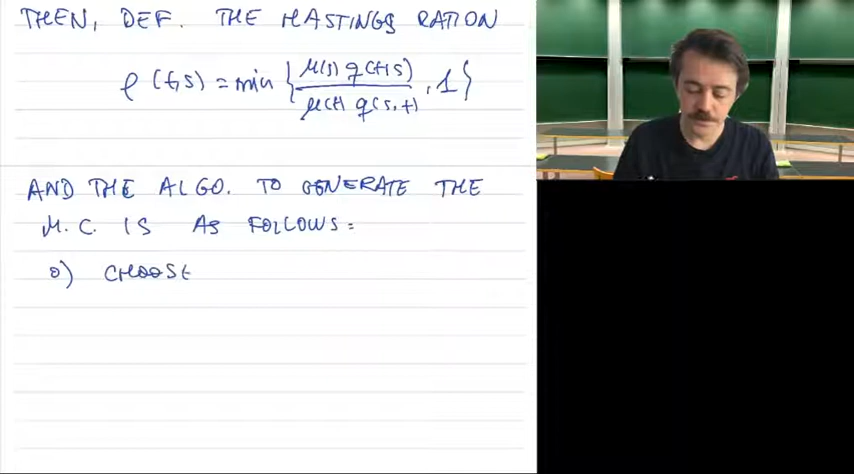 THEN, DEF. THE HASTINGS RATION
ρ(t,s) = min { μ(s) q(t,s) / μ(t) q(s,t) , 1 }
AND THE ALGO. TO GENERATE THE
M.C. IS AS FOLLOWS:
0) CHOOSE